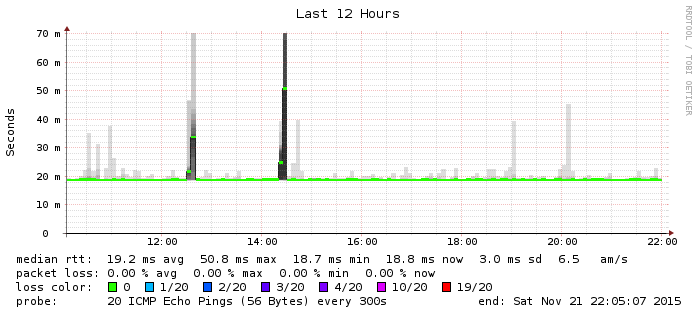 Last 12 Hours
RRDTOOL / TOBI OETIKER
Seconds
70 m
60 m
50 m
40 m
30 m
20 m
10 m
0
12:00 14:00 16:00 18:00 20:00 22:00
median rtt: 19.2 ms avg 50.8 ms max 18.7 ms min 18.8 ms now 3.0 ms sd 6.5 am/s
packet loss: 0.00 % avg 0.00 % max 0.00 % min 0.00 % now
loss color: 0 1/20 2/20 3/20 4/20 10/20 19/20
probe: 20 ICMP Echo Pings (56 Bytes) every 300s end: Sat Nov 21 22:05:07 2015